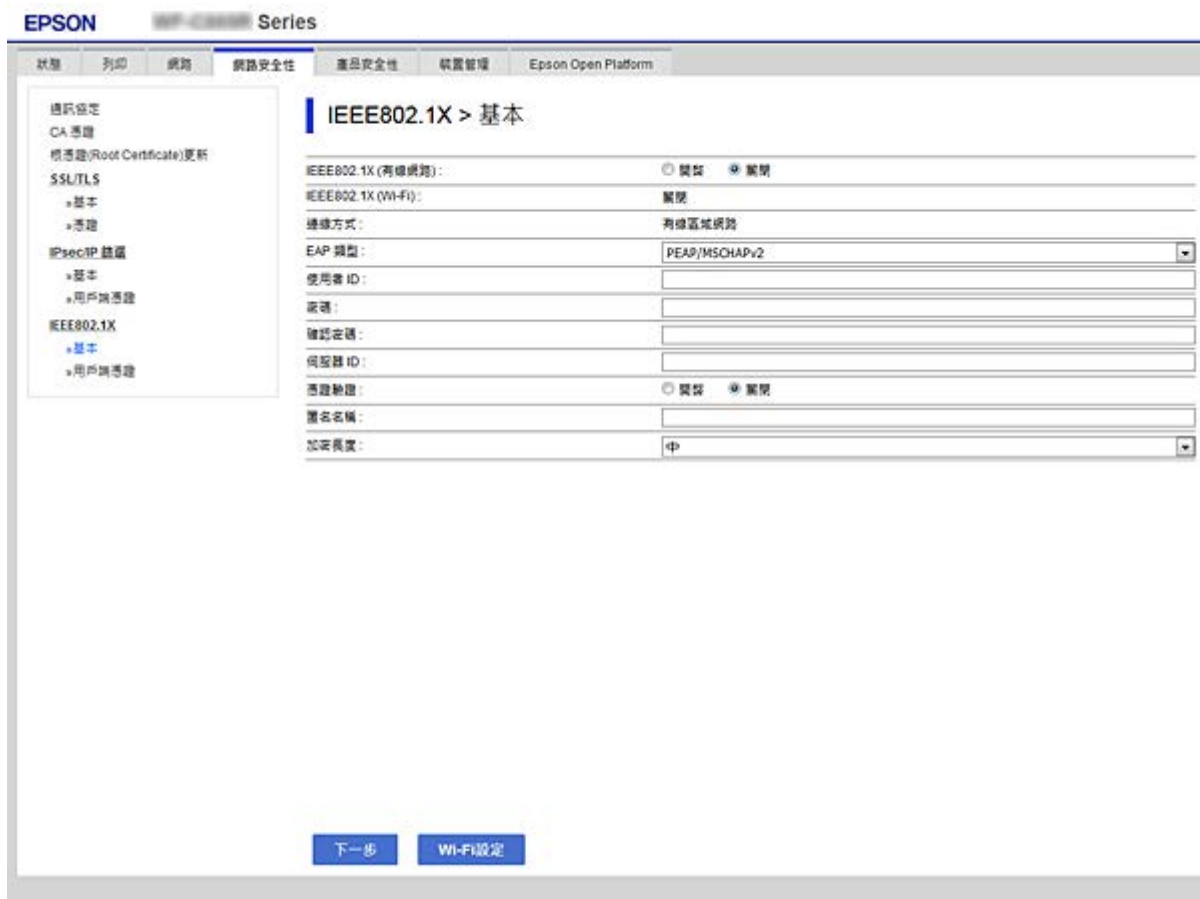 EPSON Series
狀態 列印 網路 網路安全性 產品安全性 裝置管理 Epson Open Platform
通訊協定
CA 憑證
根憑證(Root Certificate)更新
SSL/TLS
»基本
»憑證
IPsec/IP 篩選
»基本
»用戶端憑證
IEEE802.1X
»基本
»用戶端憑證
IEEE802.1X > 基本
IEEE802.1X (有線網路) : 開啟 關閉
IEEE802.1X (Wi-Fi) : 關閉
連線方式 : 有線區域網路
EAP 類型 : PEAP/MSCHAPv2
使用者 ID :
密碼 :
確認密碼 :
伺服器 ID :
憑證驗證 : 開啟 關閉
匿名名稱 :
加密長度 : 中
下一步 Wi-Fi設定